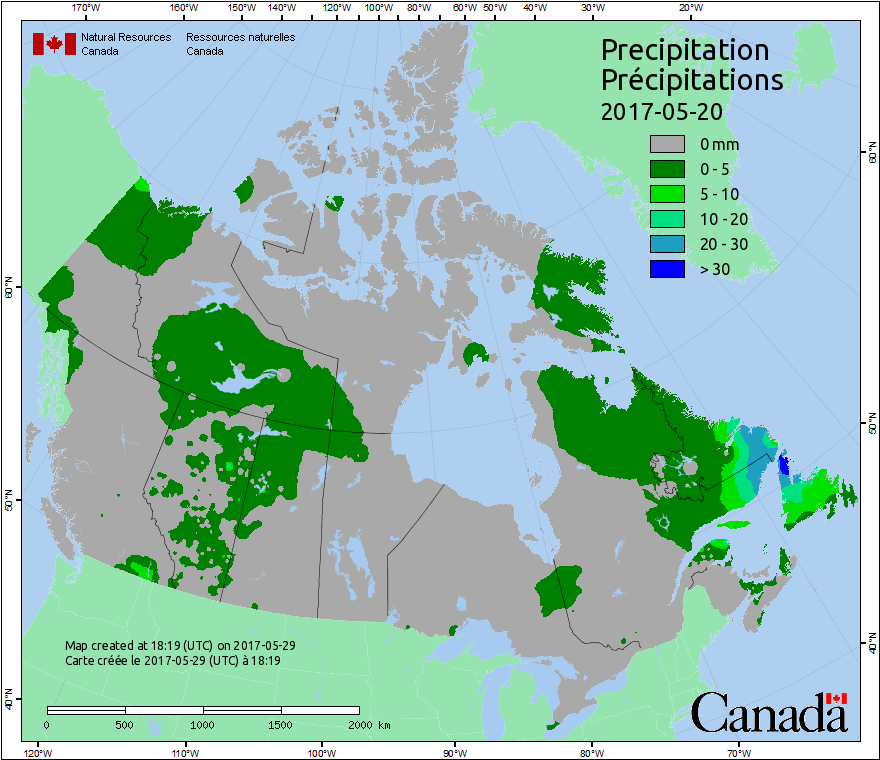 170°W 160°W 150°W 140°W 120°W 100°W 80°W 60°W 50°W 40°W 30°W 20°W
Natural Resources Canada
Ressources naturelles Canada
Precipitation
Précipitations
2017-05-20
0 mm
0 - 5
5 - 10
10 - 20
20 - 30
> 30
60°N
50°N
40°N
60°N
50°N
40°N
Map created at 18:19 (UTC) on 2017-05-29
Carte créée le 2017-05-29 (UTC) à 18:19
0 500 1000 1500 2000 km
Canada
120°W 110°W 100°W 90°W 80°W 70°W